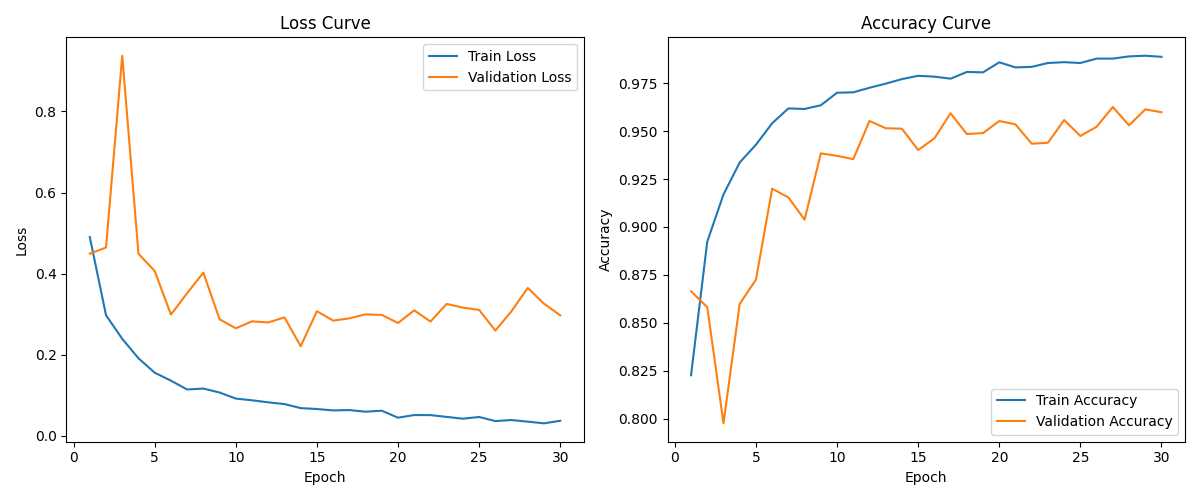 Loss Curve
Train Loss
Validation Loss
Loss
0.8
0.6
0.4
0.2
0.0
0 5 10 15 20 25 30
Epoch
Accuracy Curve
Accuracy
0.975
0.950
0.925
0.900
0.875
0.850
0.825
0.800
Train Accuracy
Validation Accuracy
0 5 10 15 20 25 30
Epoch